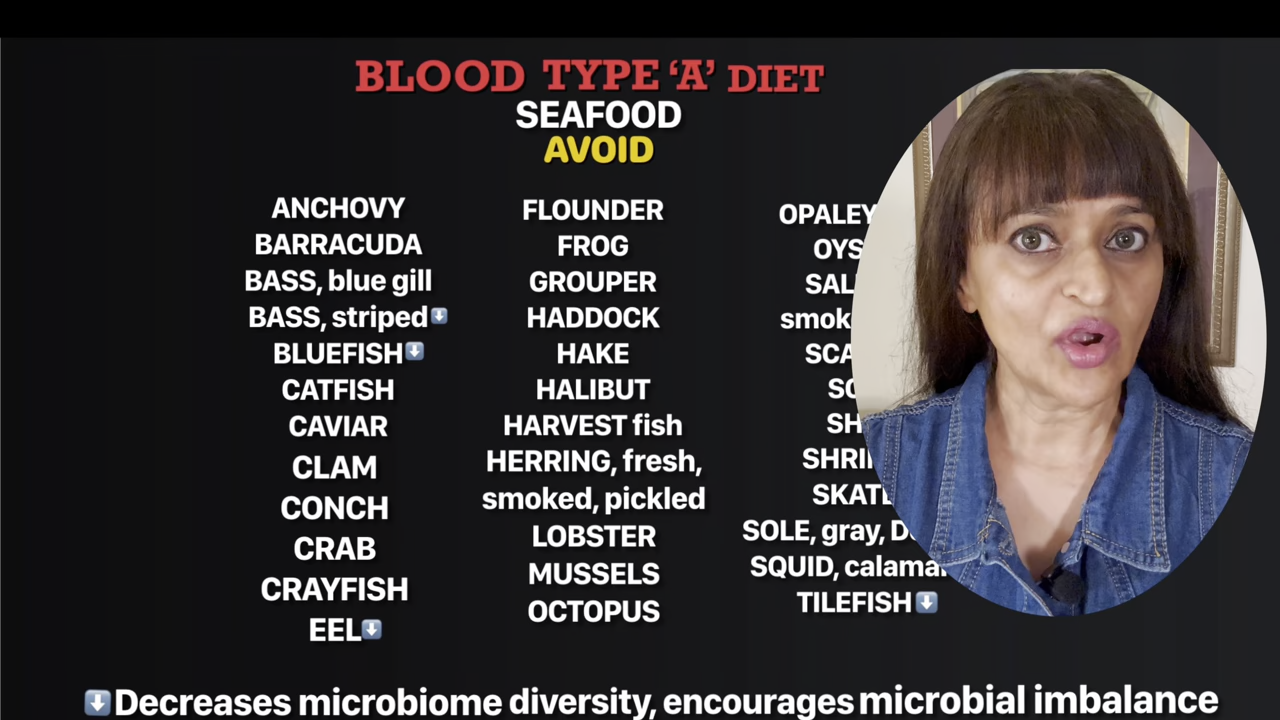 BLOOD TYPE ‘A’ DIET
SEAFOOD
AVOID
ANCHOVY
BARRACUDA
BASS, blue gill
BASS, striped⬇️
BLUEFISH⬇️
CATFISH
CAVIAR
CLAM
CONCH
CRAB
CRAYFISH
EEL⬇️
FLOUNDER
FROG
GROUPER
HADDOCK
HAKE
HALIBUT
HARVEST fish
HERRING, fresh,
smoked, pickled
LOBSTER
MUSSELS
OCTOPUS
SOLE, gray,
SQUID,
TILEFISH⬇️
⬇️Decreases microbiome diversity, encourages microbial imbalance